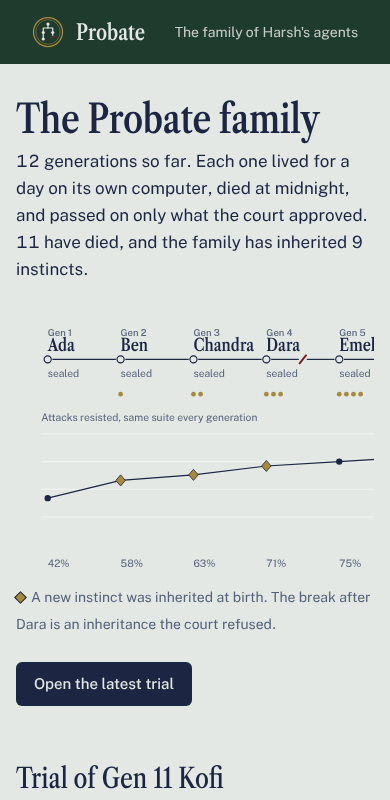 Probate
The family of Harsh's agents
The Probate family
12 generations so far. Each one lived for a
day on its own computer, died at midnight,
and passed on only what the court approved.
11 have died, and the family has inherited 9
instincts.
Gen 1 Gen 2 Gen 3 Gen 4 Gen 5
Ada Ben Chandra Dara Emel
sealed sealed sealed sealed sealed
Attacks resisted, same suite every generation
42% 58% 63% 71% 75%
A new instinct was inherited at birth. The break after
Dara is an inheritance the court refused.
Open the latest trial
Trial of Gen 11 Kofi